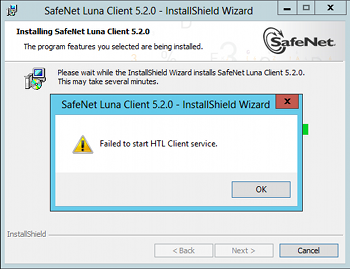 SafeNet Luna Client 5.2.0 - InstallShield Wizard
Installing SafeNet Luna Client 5.2.0
The program features you selected are being installed.
SafeNet
Please wait while the InstallShield Wizard installs SafeNet Luna Client 5.2.0.
This may take several minutes.
SafeNet Luna Client 5.2.0 - InstallShield Wizard
Failed to start HTL Client service.
OK
InstallShield
< Back
Next >
Cancel